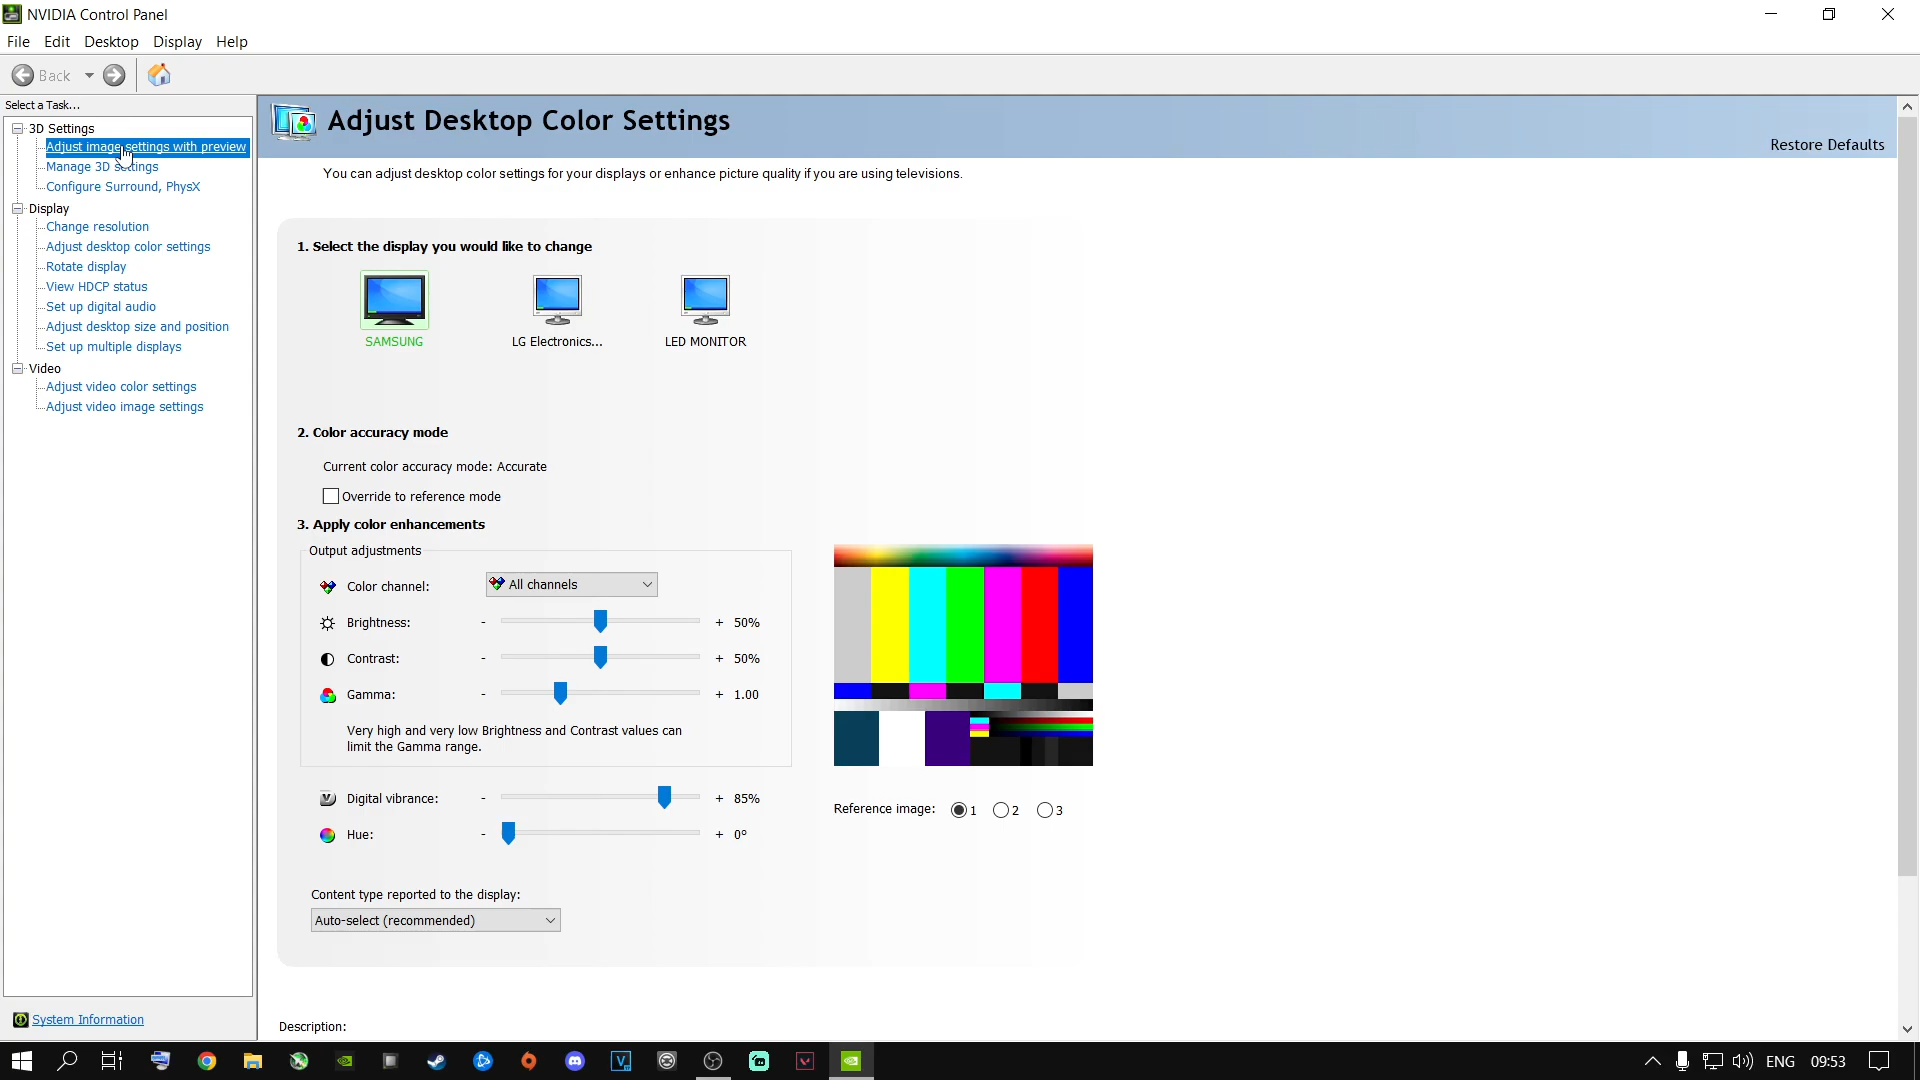 NVIDIA Control Panel
File Edit Desktop Display Help
Back
Select a Task...
3D Settings
Adjust image settings with preview
Manage 3D settings
Configure Surround, PhysX
Display
Change resolution
Adjust desktop color settings
Rotate display
View HDCP status
Set up digital audio
Adjust desktop size and position
Set up multiple displays
Video
Adjust video color settings
Adjust video image settings
System Information
Adjust Desktop Color Settings
Restore Defaults
You can adjust desktop color settings for your displays or enhance picture quality if you are using televisions.
1. Select the display you would like to change
SAMSUNG LG Electronics... LED MONITOR
2. Color accuracy mode
Current color accuracy mode: Accurate
Override to reference mode
3. Apply color enhancements
Output adjustments
Color channel: All channels
Brightness: - + 50%
Contrast: - + 50%
Gamma: - + 1.00
Very high and very low Brightness and Contrast values can
limit the Gamma range.
Digital vibrance: - + 85%
Hue: - + 0°
Reference image: 1 2 3
Content type reported to the display:
Auto-select (recommended)
Description:
ENG 09:53